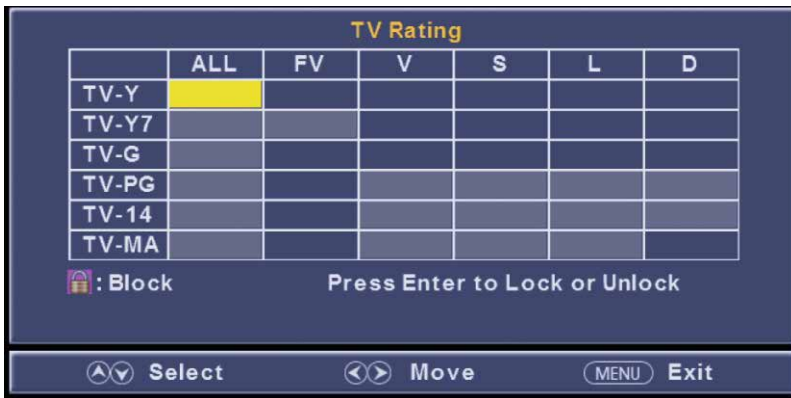 TV Rating
ALL FV V S L D
TV-Y
TV-Y7
TV-G
TV-PG
TV-14
TV-MA
: Block Press Enter to Lock or Unlock
Select Move MENU Exit